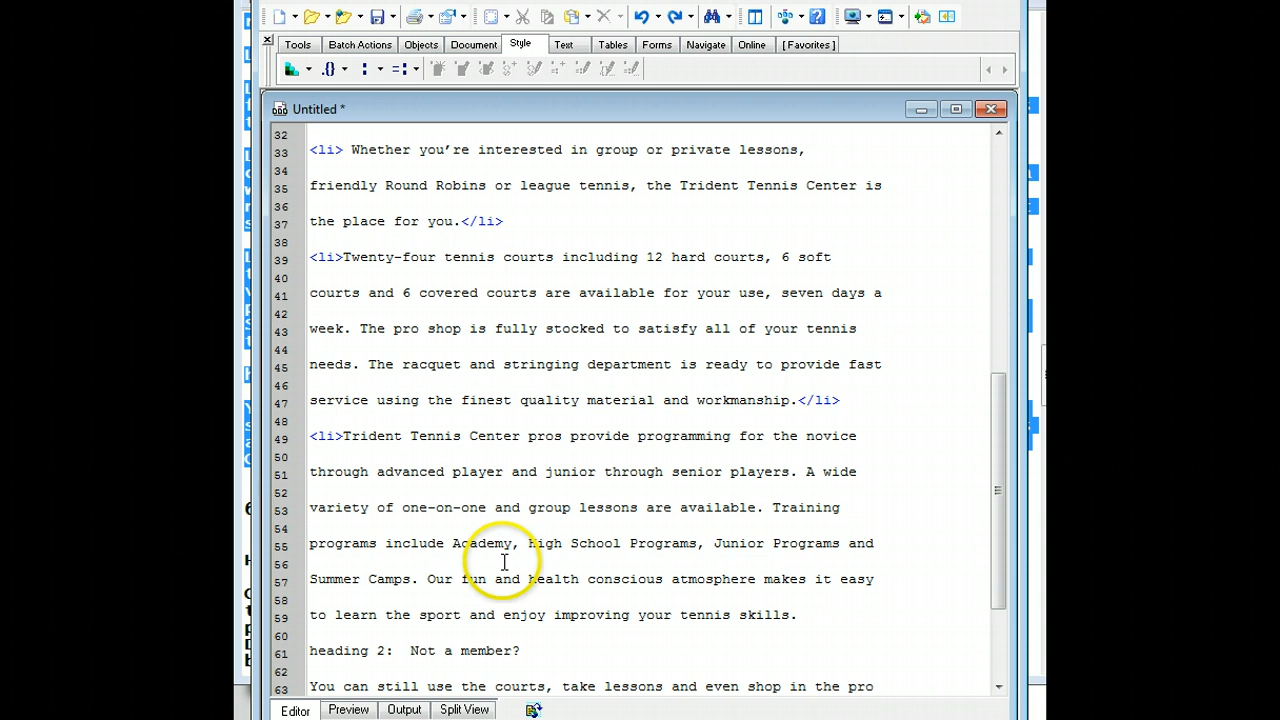 Tools Batch Actions Objects Document Style Text Tables Forms Navigate Online [ Favorites ]
Untitled *
32
33 <li> Whether you’re interested in group or private lessons,
34
35 friendly Round Robins or league tennis, the Trident Tennis Center is
36
37 the place for you.</li>
38
39 <li>Twenty-four tennis courts including 12 hard courts, 6 soft
40
41 courts and 6 covered courts are available for your use, seven days a
42
43 week. The pro shop is fully stocked to satisfy all of your tennis
44
45 needs. The racquet and stringing department is ready to provide fast
46
47 service using the finest quality material and workmanship.</li>
48
49 <li>Trident Tennis Center pros provide programming for the novice
50
51 through advanced player and junior through senior players. A wide
52
53 variety of one-on-one and group lessons are available. Training
54
55 programs include Academy, High School Programs, Junior Programs and
56
57 Summer Camps. Our fun and health conscious atmosphere makes it easy
58
59 to learn the sport and enjoy improving your tennis skills.
60
61 heading 2:  Not a member?
62
63 You can still use the courts, take lessons and even shop in the pro
Editor Preview Output Split View